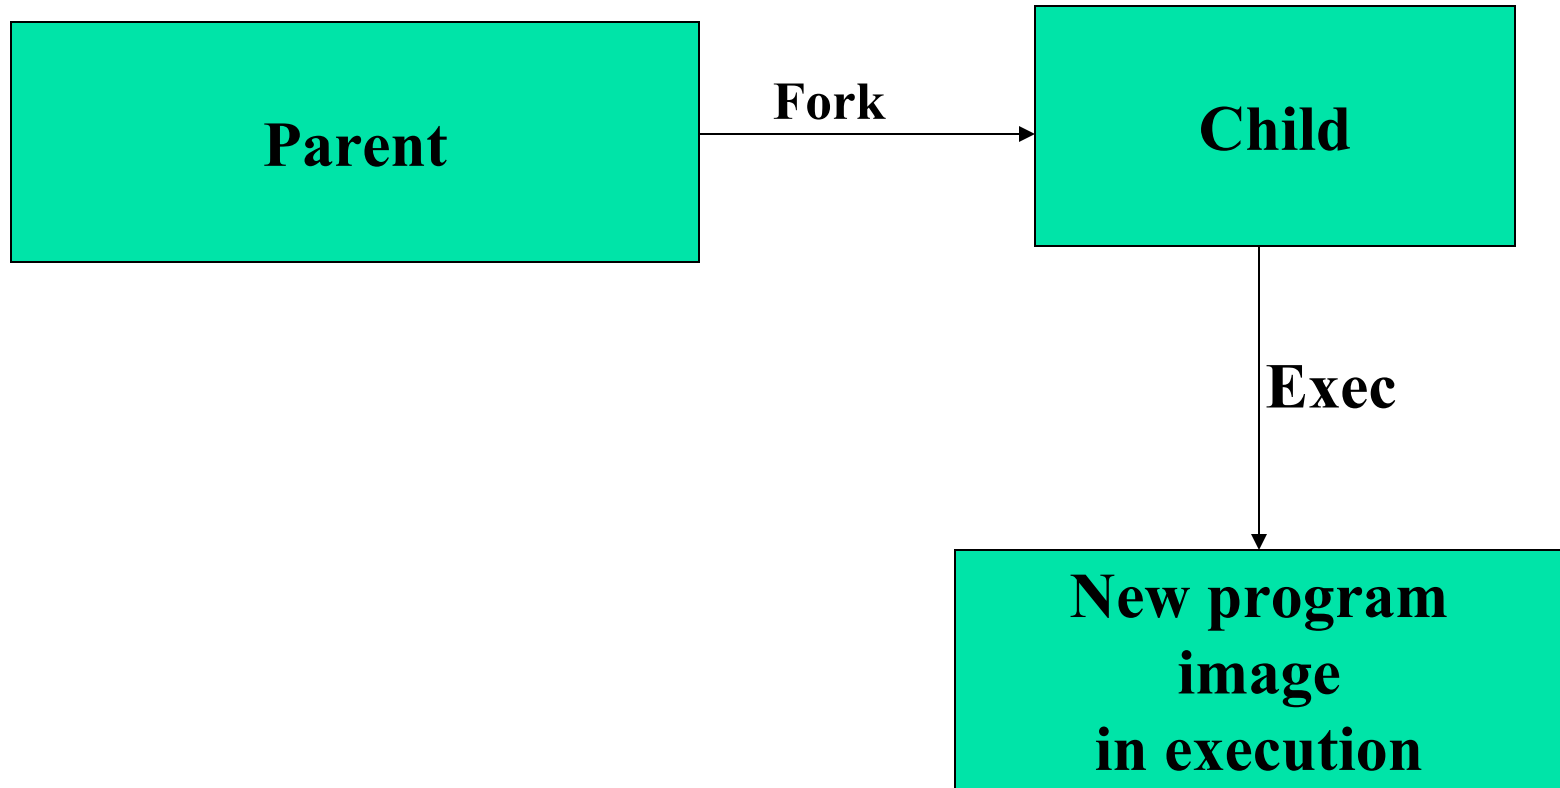 Parent
Fork
Child
Exec
New program
image
in execution